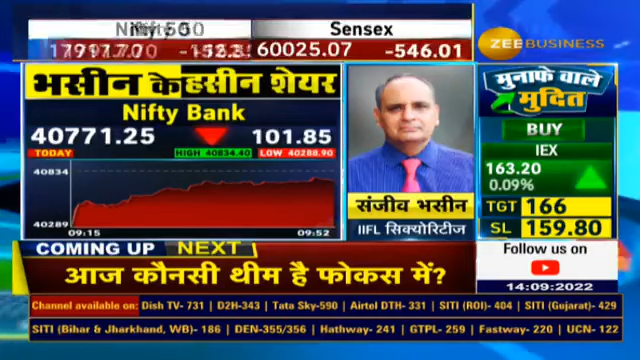 Nifty 50
Sensex
60025.07 -546.01
ZEE BUSINESS
भसीन के हसीन शेयर
Nifty Bank
40771.25 101.85
TODAY HIGH 40834.40 LOW 40288.90
40834
40289
09:15 09:52
संजीव भसीन
IIFL सिक्योरिटीज
मुनाफे वाले
मुदित
BUY
IEX
163.20
0.09%
TGT 166
SL 159.80
COMING UP NEXT
आज कौनसी थीम है फोकस में?
Follow us on
14:09:2022
Channel available on: Dish TV- 731 | D2H-343 | Tata Sky-590 | Airtel DTH- 331 | SITI (ROI)- 404 | SITI (Gujarat)- 429
SITI (Bihar & Jharkhand, WB)- 186 | DEN-355/356 | Hathway- 241 | GTPL- 259 | Fastway- 220 | UCN- 122